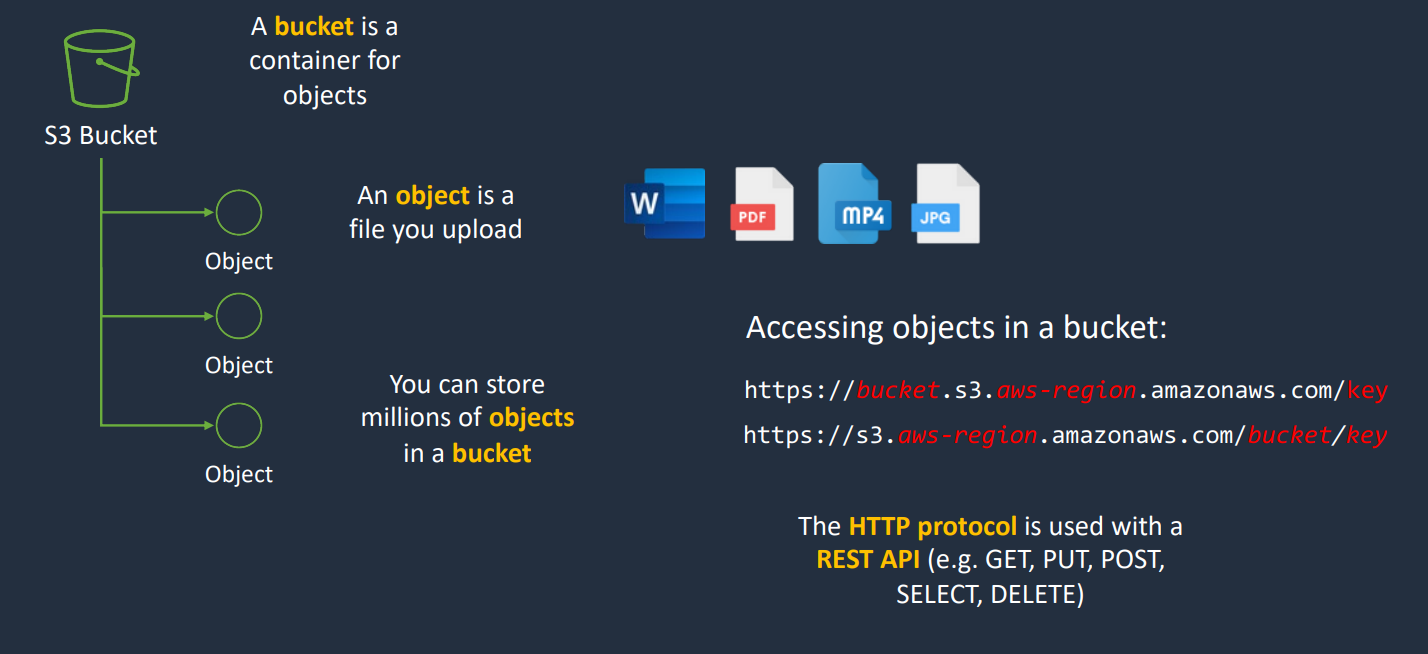 A bucket is a
container for
objects
S3 Bucket
An object is a
file you upload
W
PDF
MP4
JPG
Object
Object
You can store
millions of objects
in a bucket
Object
Accessing objects in a bucket:
https://bucket.s3.aws-region.amazonaws.com/key
https://s3.aws-region.amazonaws.com/bucket/key
The HTTP protocol is used with a
REST API (e.g. GET, PUT, POST,
SELECT, DELETE)